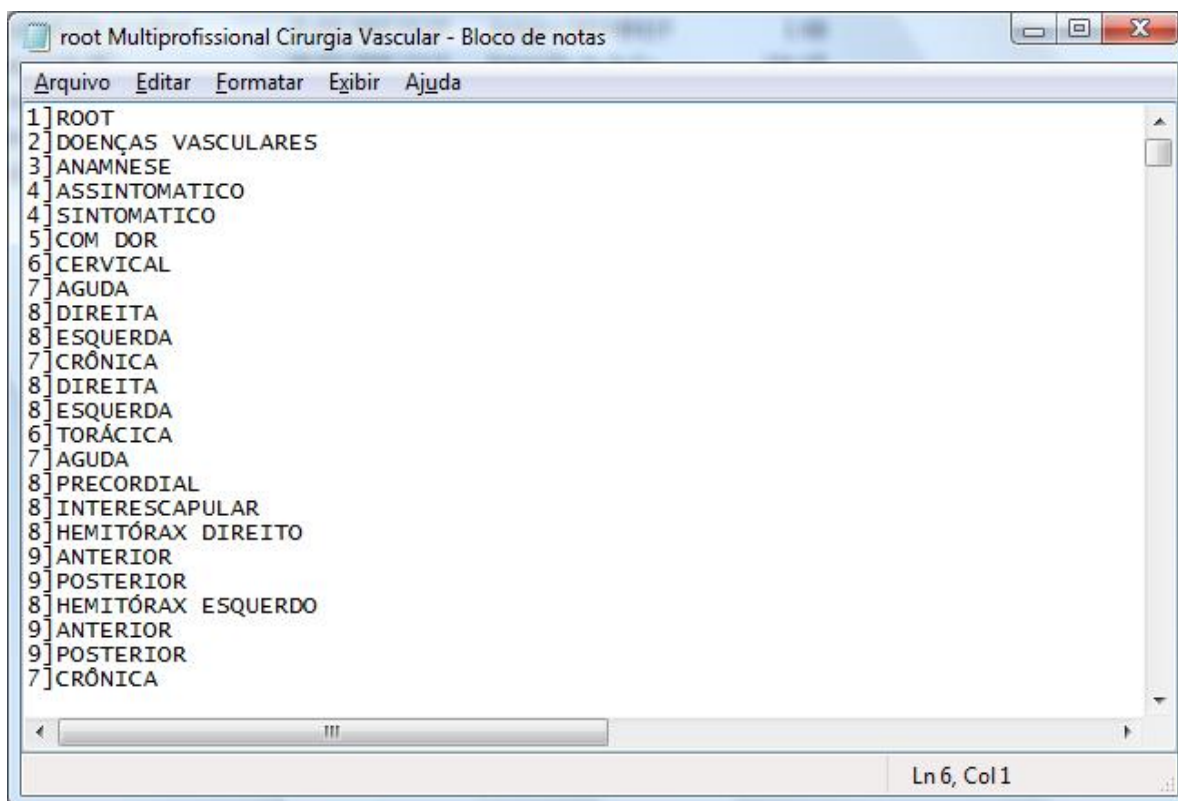 root Multiprofissional Cirurgia Vascular - Bloco de notas
Arquivo Editar Formatar Exibir Ajuda
1]ROOT
2]DOENÇAS VASCULARES
3]ANAMNESE
4]ASSINTOMATICO
4]SINTOMATICO
5]COM DOR
6]CERVICAL
7]AGUDA
8]DIREITA
8]ESQUERDA
7]CRÔNICA
8]DIREITA
8]ESQUERDA
6]TORÁCICA
7]AGUDA
8]PRECORDIAL
8]INTERESCAPULAR
8]HEMITÓRAX DIREITO
9]ANTERIOR
9]POSTERIOR
8]HEMITÓRAX ESQUERDO
9]ANTERIOR
9]POSTERIOR
7]CRÔNICA
Ln 6, Col 1